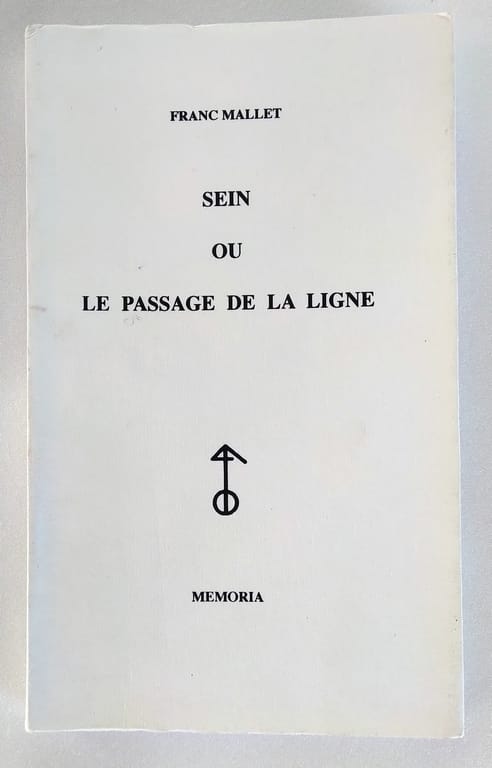 FRANC MALLET
SEIN
OU
LE PASSAGE DE LA LIGNE
MEMORIA